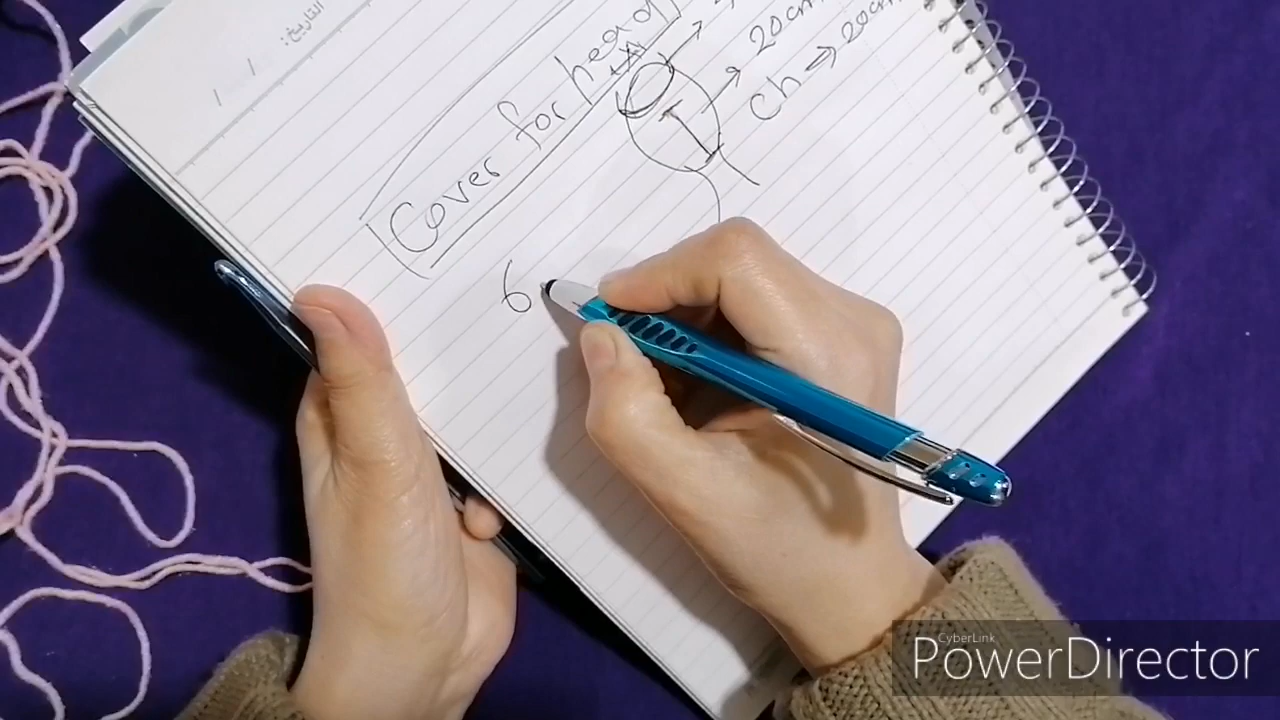 التاريخ: / /
Cover for head
20cm
Ch → 20cm
6
CyberLink
PowerDirector